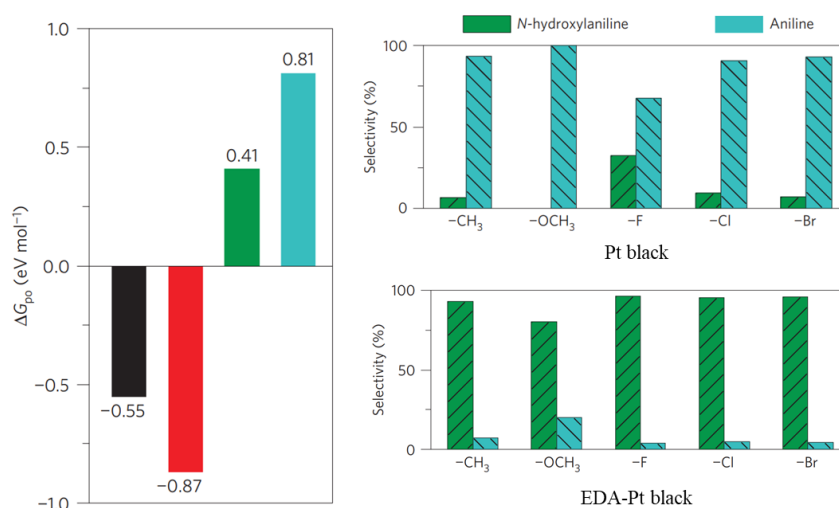 1.0
0.5
0.0
−0.5
−1.0
ΔGpo (eV mol⁻¹)
−0.55
−0.87
0.41
0.81
N-hydroxylaniline
Aniline
100
50
0
Selectivity (%)
−CH₃
−OCH₃
−F
−Cl
−Br
Pt black
100
50
0
Selectivity (%)
−CH₃
−OCH₃
−F
−Cl
−Br
EDA-Pt black